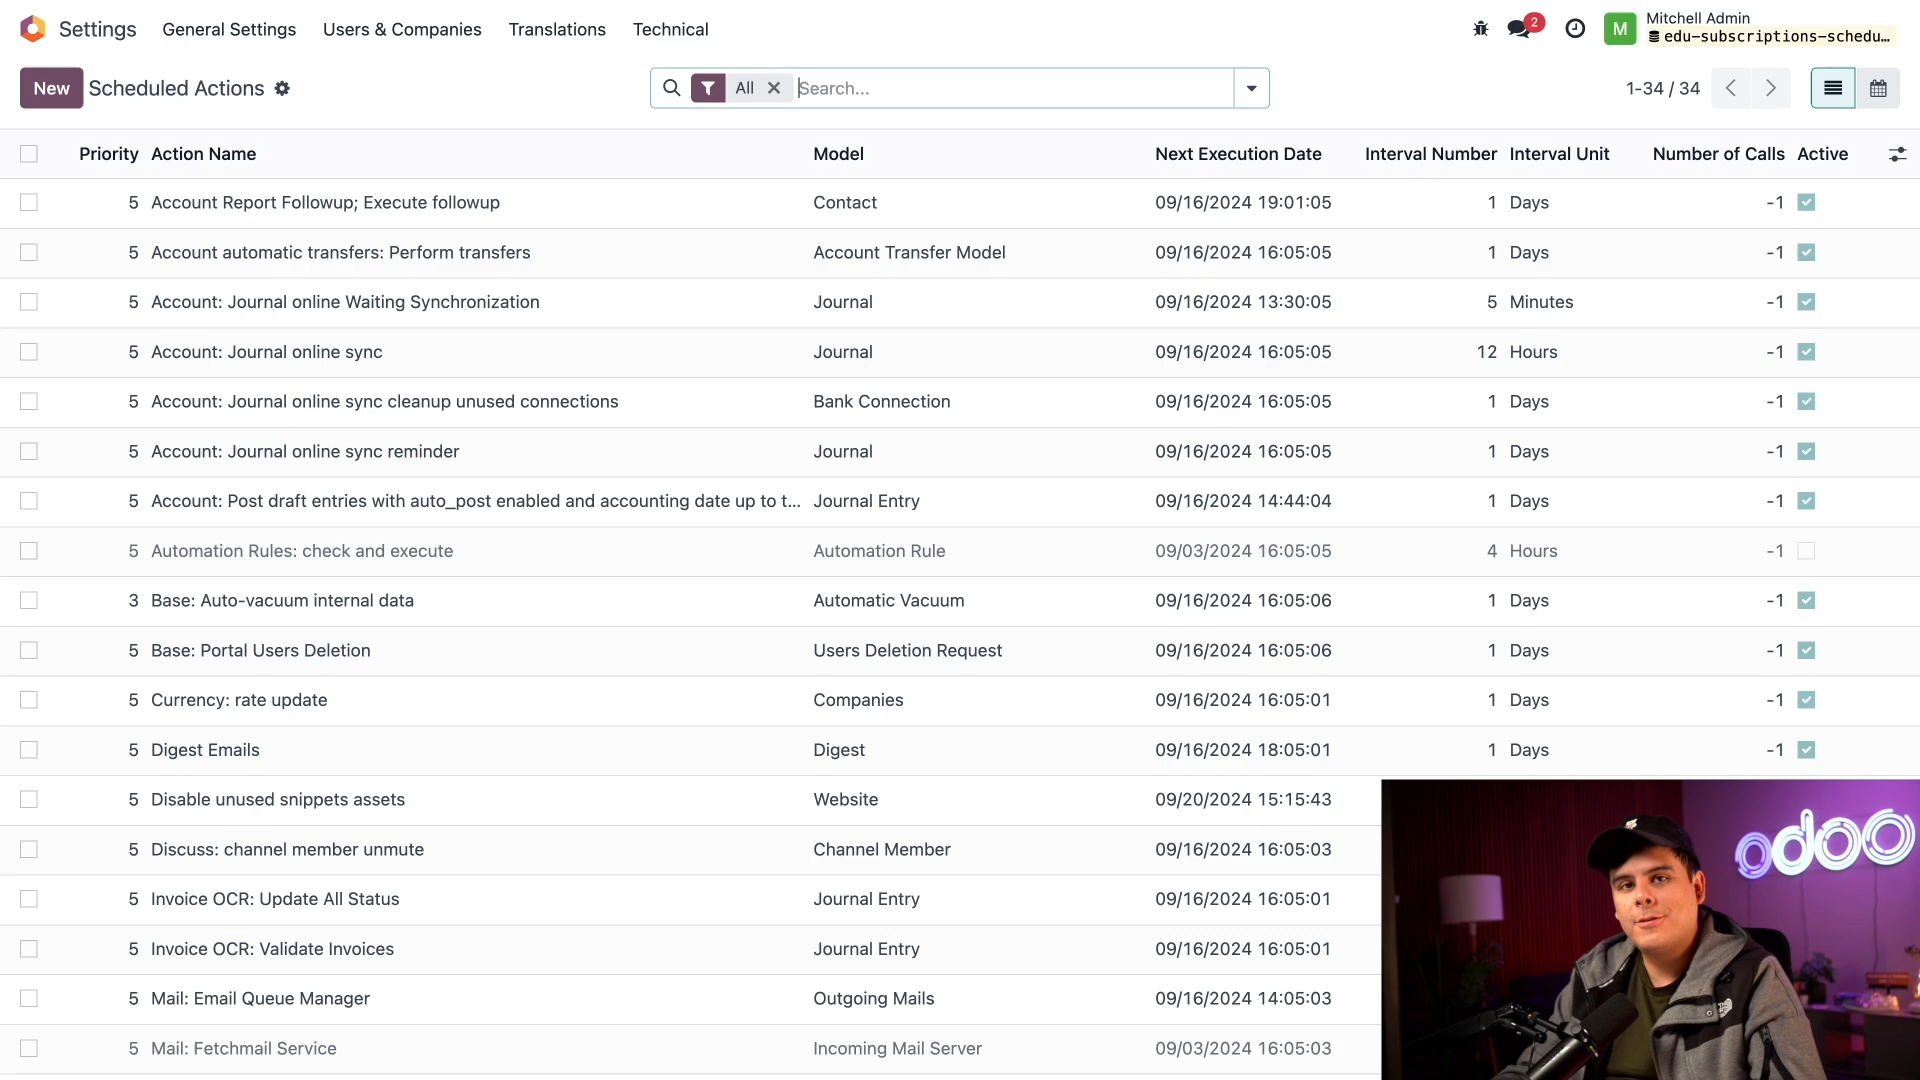 Settings General Settings Users & Companies Translations Technical 2 M Mitchell Admin
edu-subscriptions-schedu...
New Scheduled Actions All Search... 1-34 / 34
Priority Action Name Model Next Execution Date Interval Number Interval Unit Number of Calls Active
5 Account Report Followup; Execute followup Contact 09/16/2024 19:01:05 1 Days -1
5 Account automatic transfers: Perform transfers Account Transfer Model 09/16/2024 16:05:05 1 Days -1
5 Account: Journal online Waiting Synchronization Journal 09/16/2024 13:30:05 5 Minutes -1
5 Account: Journal online sync Journal 09/16/2024 16:05:05 12 Hours -1
5 Account: Journal online sync cleanup unused connections Bank Connection 09/16/2024 16:05:05 1 Days -1
5 Account: Journal online sync reminder Journal 09/16/2024 16:05:05 1 Days -1
5 Account: Post draft entries with auto_post enabled and accounting date up to t... Journal Entry 09/16/2024 14:44:04 1 Days -1
5 Automation Rules: check and execute Automation Rule 09/03/2024 16:05:05 4 Hours -1
3 Base: Auto-vacuum internal data Automatic Vacuum 09/16/2024 16:05:06 1 Days -1
5 Base: Portal Users Deletion Users Deletion Request 09/16/2024 16:05:06 1 Days -1
5 Currency: rate update Companies 09/16/2024 16:05:01 1 Days -1
5 Digest Emails Digest 09/16/2024 18:05:01 1 Days -1
5 Disable unused snippets assets Website 09/20/2024 15:15:43
5 Discuss: channel member unmute Channel Member 09/16/2024 16:05:03
5 Invoice OCR: Update All Status Journal Entry 09/16/2024 16:05:01
5 Invoice OCR: Validate Invoices Journal Entry 09/16/2024 16:05:01
5 Mail: Email Queue Manager Outgoing Mails 09/16/2024 14:05:03
5 Mail: Fetchmail Service Incoming Mail Server 09/03/2024 16:05:03
odoo